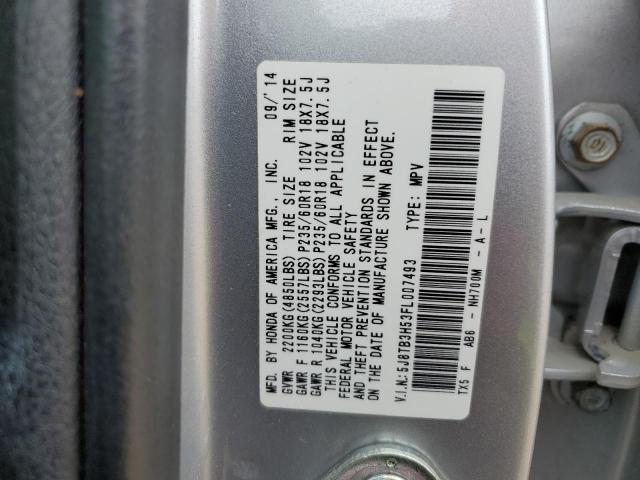 MFD. BY HONDA OF AMERICA MFG., INC. 09/'14
GVWR 2200KG(4850LBS) TIRE SIZE RIM SIZE
GAWR F 1160KG(2557LBS) P235/60R18 102V 18X7.5J
GAWR R 1040KG(2293LBS) P235/60R18 102V 18X7.5J
THIS VEHICLE CONFORMS TO ALL APPLICABLE
FEDERAL MOTOR VEHICLE SAFETY
AND THEFT PREVENTION STANDARDS IN EFFECT
ON THE DATE OF MANUFACTURE SHOWN ABOVE.
V.I.N.: 5J8TB3H53FL007493 TYPE: MPV
TX5 F AB6 - NH700M - A - L